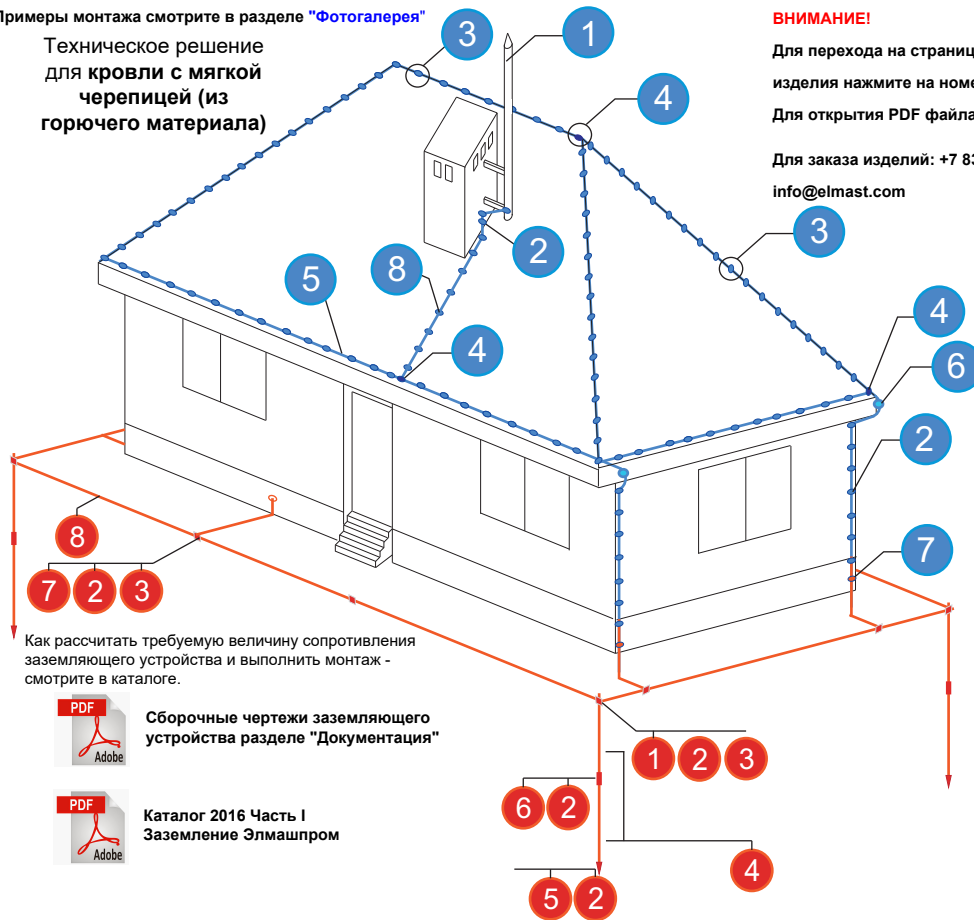 Примеры монтажа смотрите в разделе "Фотогалерея"
Техническое решение
для кровли с мягкой
черепицей (из
горючего материала)
ВНИМАНИЕ!
Для перехода на страниц
изделия нажмите на номе
Для открытия PDF файла
Для заказа изделий: +7 83
info@elmast.com
3
1
4
3
2
5
8
4
4
6
2
7
8
7 2 3
Как рассчитать требуемую величину сопротивления
заземляющего устройства и выполнить монтаж -
смотрите в каталоге.
PDF
Adobe
Сборочные чертежи заземляющего
устройства разделе "Документация"
PDF
Adobe
Каталог 2016 Часть I
Заземление Элмашпром
1 2 3
6 2
4
5 2